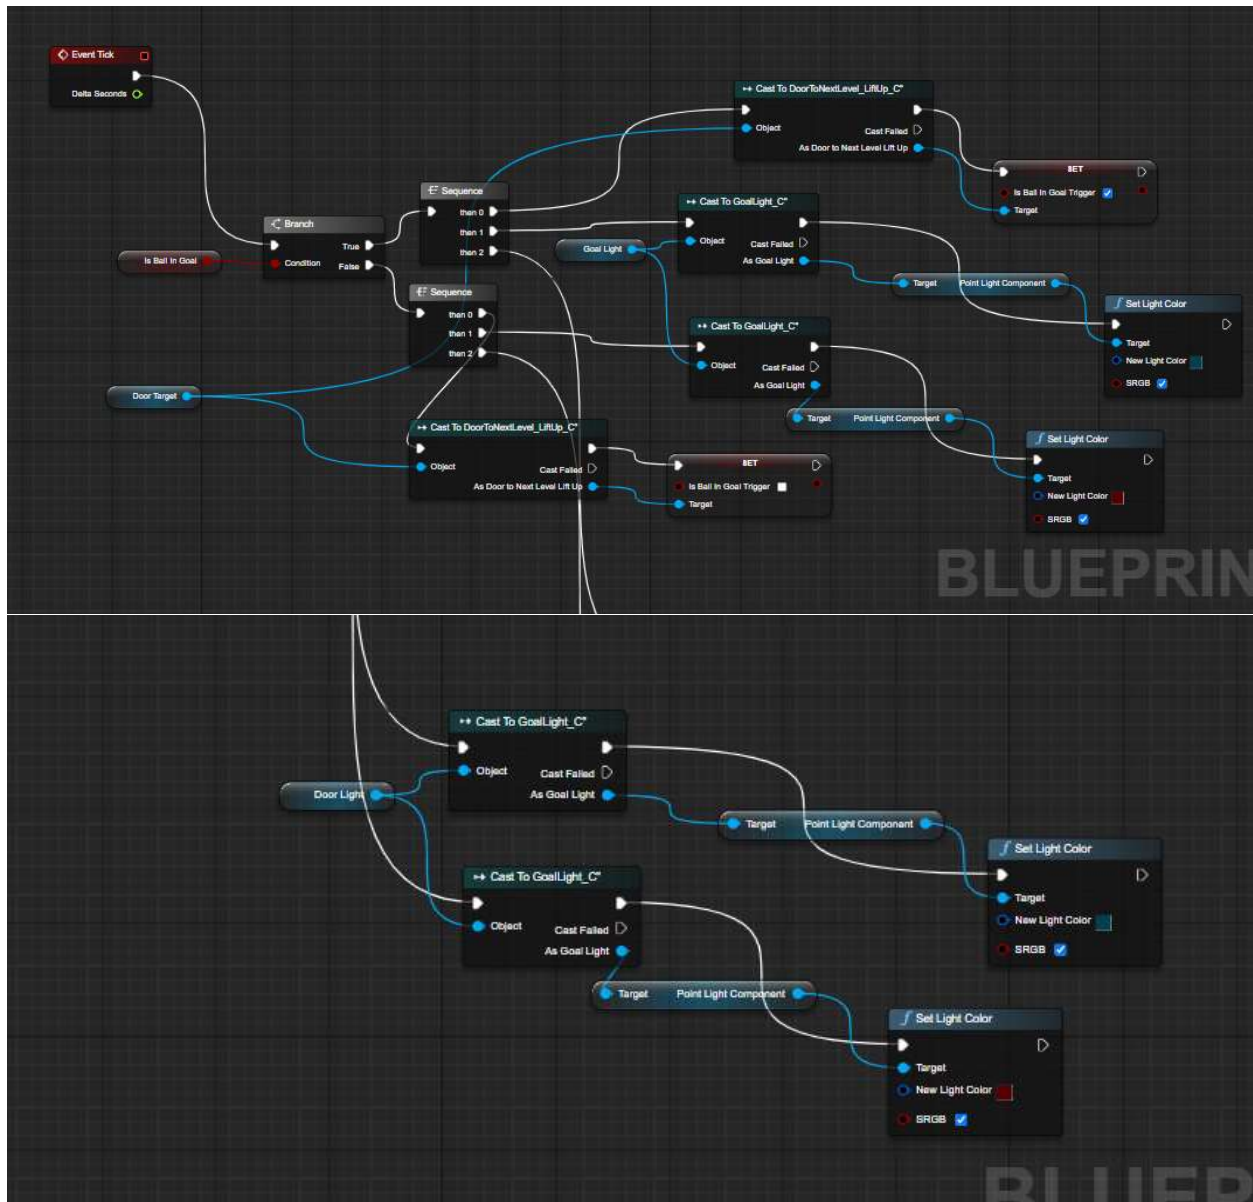 Event Tick
Delta Seconds
Is Ball In Goal
Branch
True
Condition
False
Sequence
then 0
then 1
then 2
Sequence
then 0
then 1
then 2
Door Target
Cast To DoorToNextLevel_LiftUp_C"
Object
Cast Failed
As Door to Next Level Lift Up
SET
Is Ball In Goal Trigger
Target
Goal Light
Cast To GoalLight_C"
Object
Cast Failed
As Goal Light
Target Point Light Component
Set Light Color
Target
New Light Color
SRGB
Cast To GoalLight_C"
Object
Cast Failed
As Goal Light
Target Point Light Component
Set Light Color
Target
New Light Color
SRGB
Cast To DoorToNextLevel_LiftUp_C"
Object
Cast Failed
As Door to Next Level Lift Up
SET
Is Ball In Goal Trigger
Target
BLUEPRIN
Door Light
Cast To GoalLight_C"
Object
Cast Failed
As Goal Light
Target Point Light Component
Set Light Color
Target
New Light Color
SRGB
Cast To GoalLight_C"
Object
Cast Failed
As Goal Light
Target Point Light Component
Set Light Color
Target
New Light Color
SRGB
BLUEP